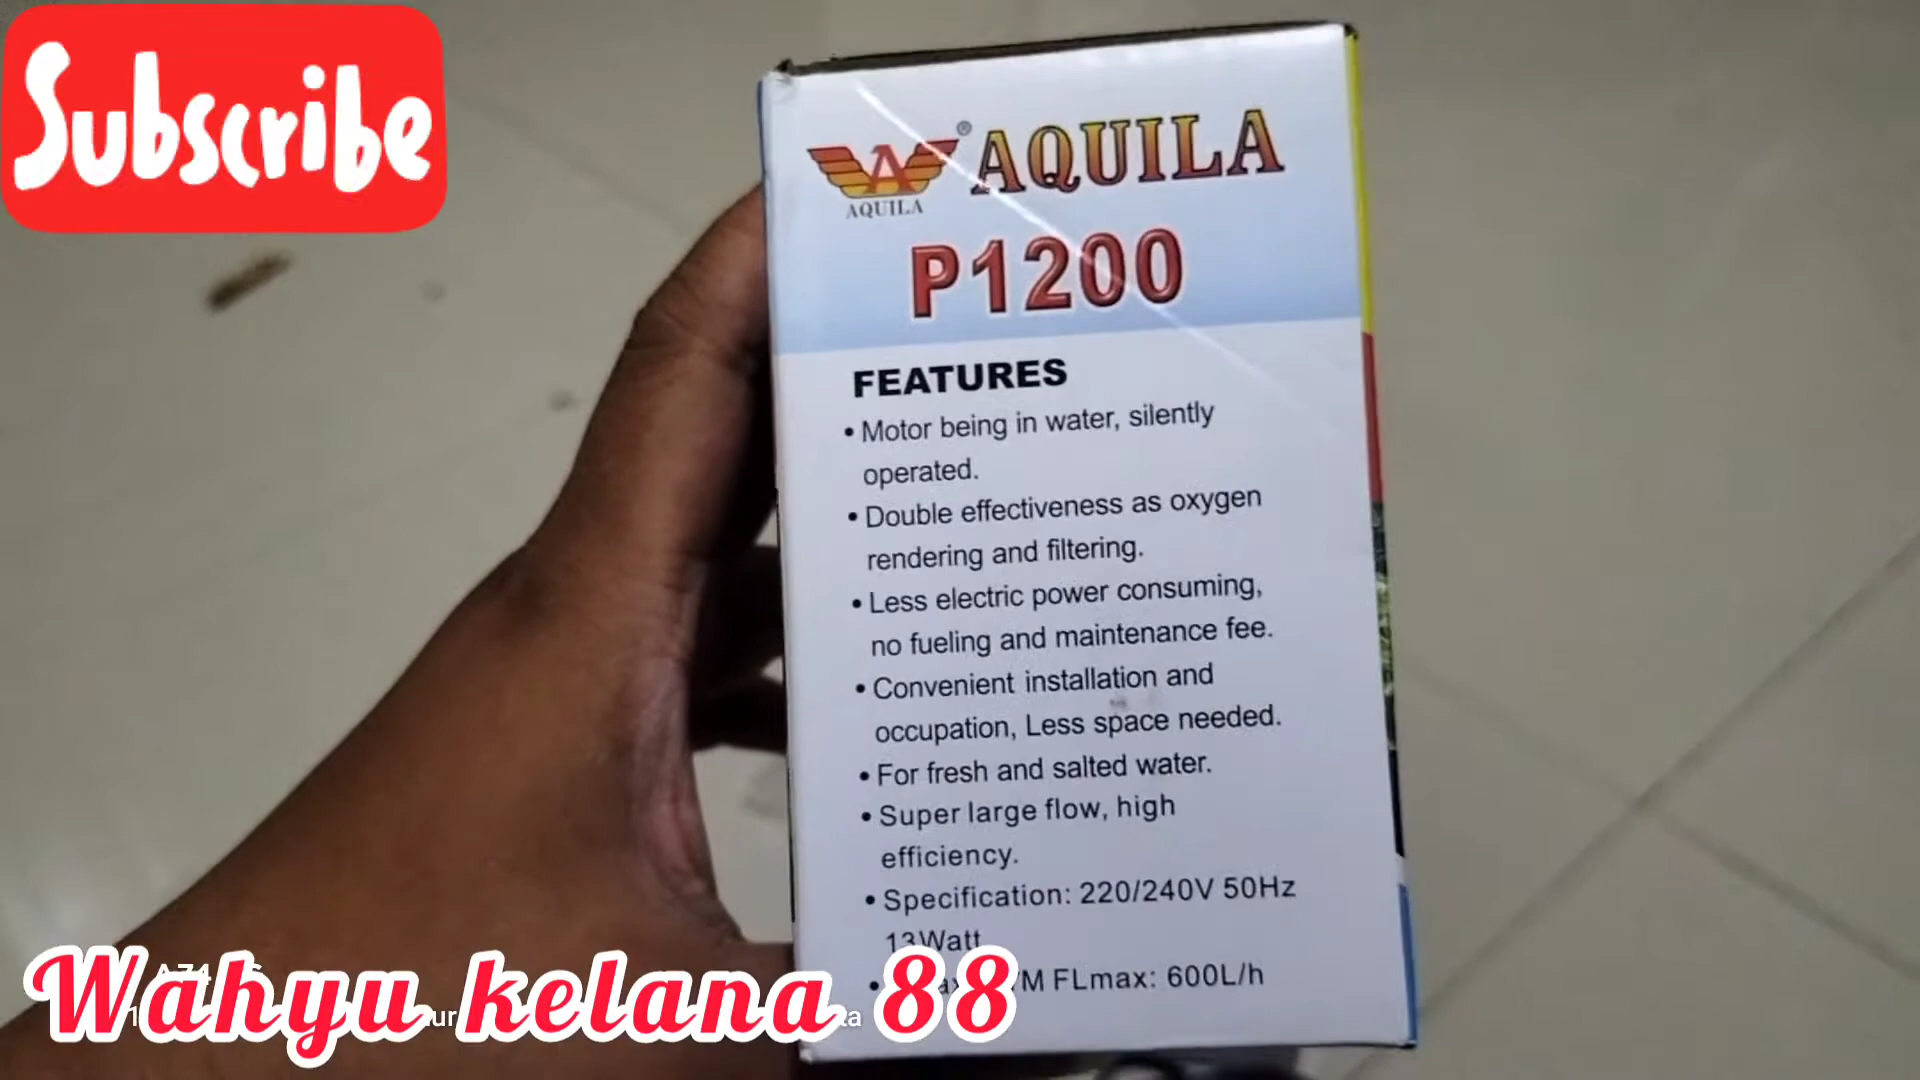 Subscribe
AQUILA
® AQUILA
P1200
FEATURES
• Motor being in water, silently
operated.
• Double effectiveness as oxygen
rendering and filtering.
• Less electric power consuming,
no fueling and maintenance fee.
• Convenient installation and
occupation, Less space needed.
• For fresh and salted water.
• Super large flow, high
efficiency.
• Specification: 220/240V 50Hz
13Watt
• FLmax: 600L/h
Wahyu kelana 88